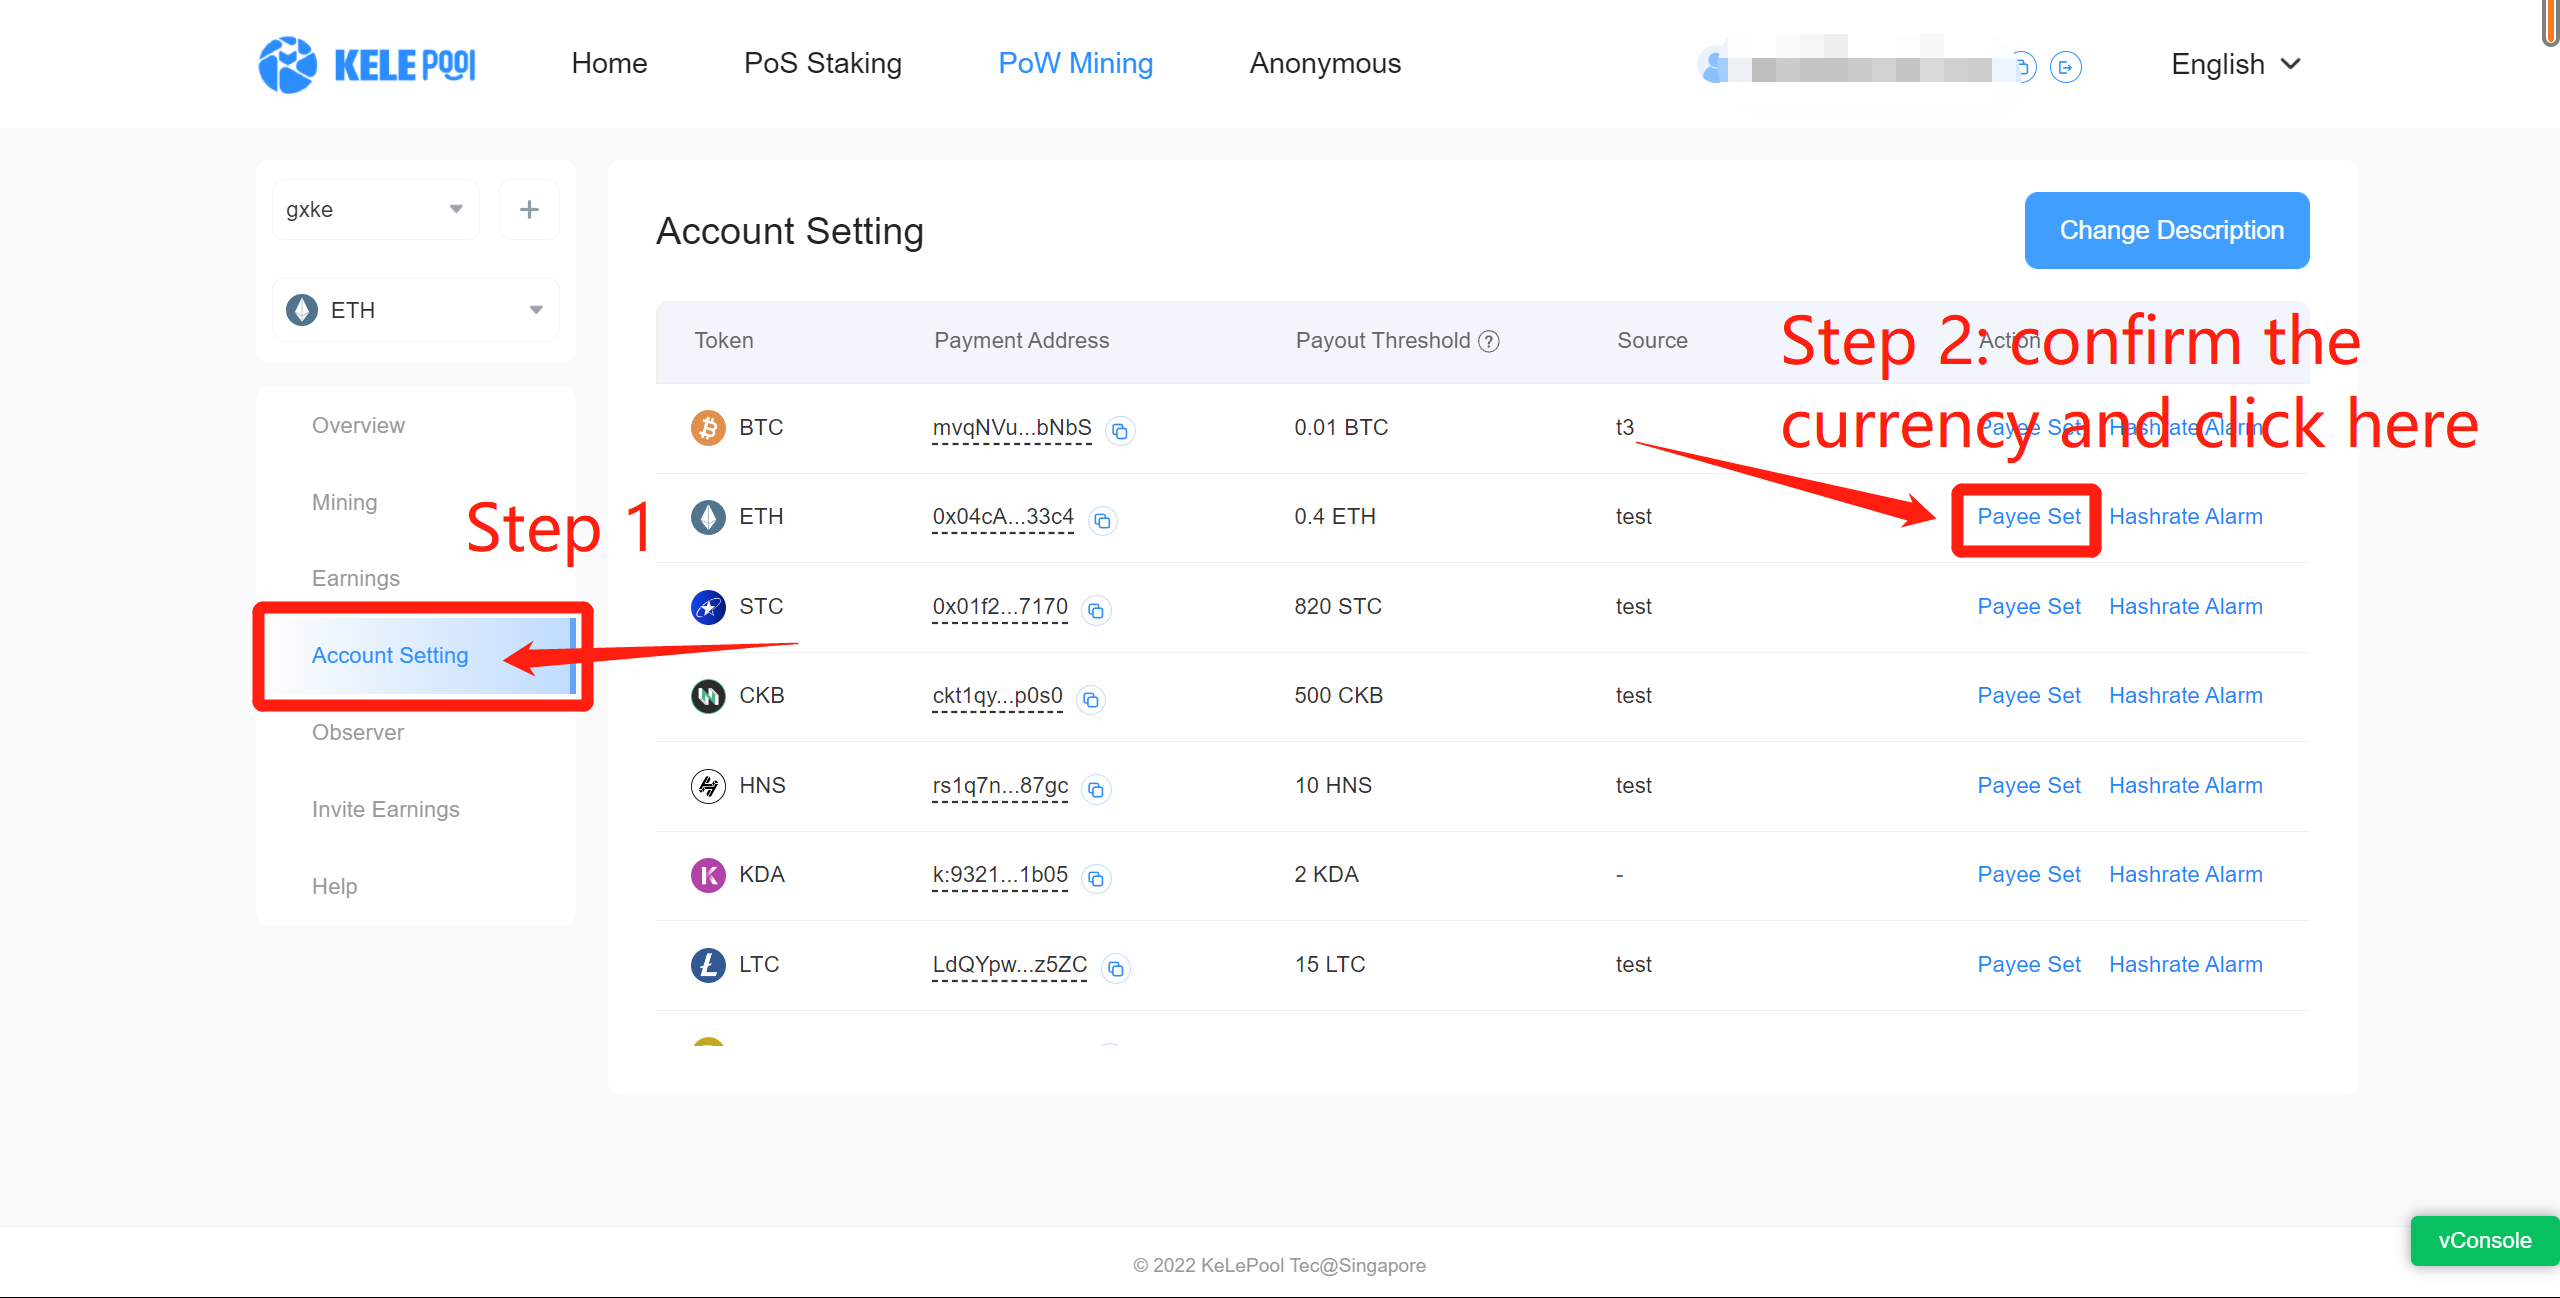 KELE POOL
Home PoS Staking PoW Mining Anonymous English
gxke
ETH
Overview
Mining
Earnings
Account Setting
Observer
Invite Earnings
Help
Step 1
Account Setting
Change Description
Token Payment Address Payout Threshold ? Source Action
Step 2: confirm the
currency and click here
BTC mvqNVu...bNbS 0.01 BTC t3 Payee Set Hashrate Alarm
ETH 0x04cA...33c4 0.4 ETH test Payee Set Hashrate Alarm
STC 0x01f2...7170 820 STC test Payee Set Hashrate Alarm
CKB ckt1qy...p0s0 500 CKB test Payee Set Hashrate Alarm
HNS rs1q7n...87gc 10 HNS test Payee Set Hashrate Alarm
KDA k:9321...1b05 2 KDA - Payee Set Hashrate Alarm
LTC LdQYpw...z5ZC 15 LTC test Payee Set Hashrate Alarm
vConsole
© 2022 KeLePool Tec@Singapore